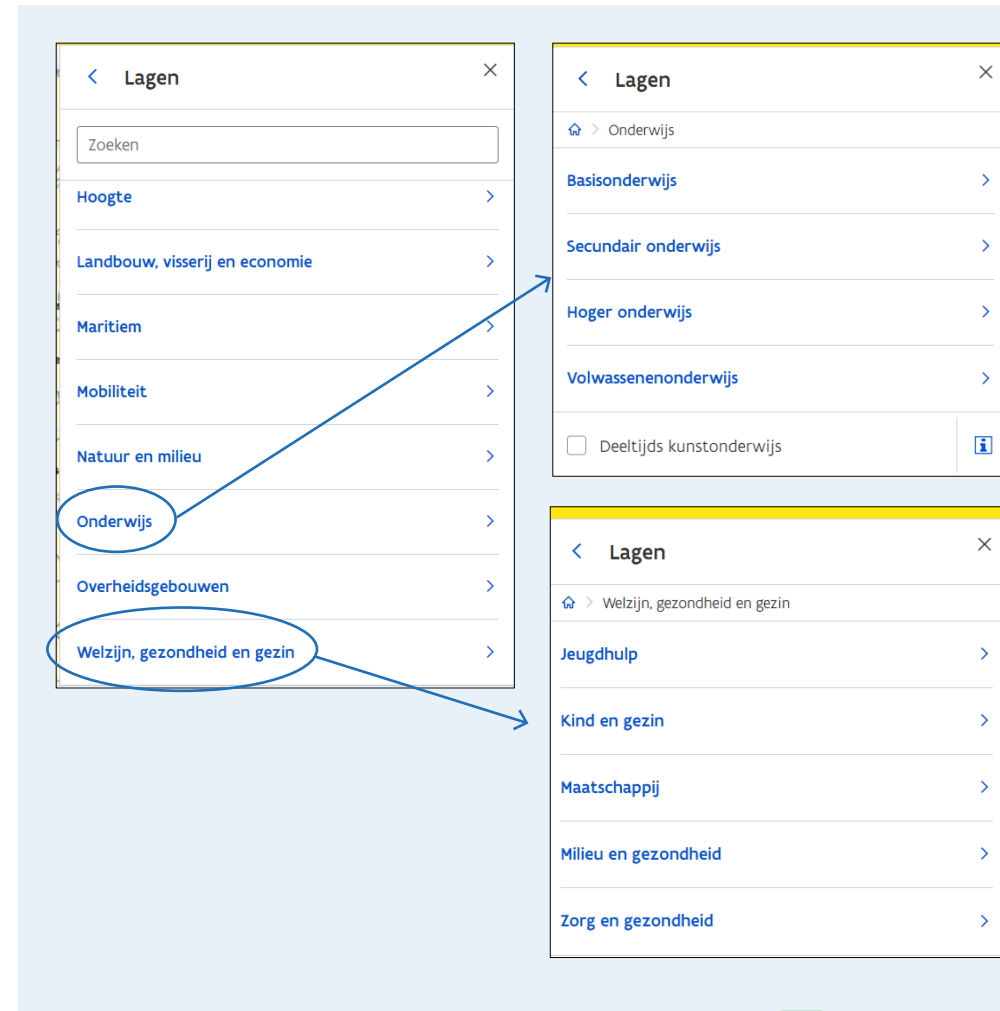 Lagen
Zoeken
Hoogte
Landbouw, visserij en economie
Maritiem
Mobiliteit
Natuur en milieu
Onderwijs
Overheidsgebouwen
Welzijn, gezondheid en gezin
Lagen
Onderwijs
Basisonderwijs
Secundair onderwijs
Hoger onderwijs
Volwassenenonderwijs
Deeltijds kunstonderwijs
Lagen
Welzijn, gezondheid en gezin
Jeugdhulp
Kind en gezin
Maatschappij
Milieu en gezondheid
Zorg en gezondheid